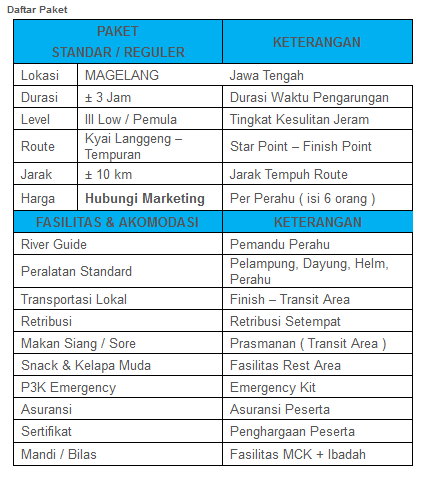 Daftar Paket
PAKET
STANDAR / REGULER
KETERANGAN
Lokasi MAGELANG Jawa Tengah
Durasi ± 3 Jam Durasi Waktu Pengarungan
Level III Low / Pemula Tingkat Kesulitan Jeram
Route Kyai Langgeng –
Tempuran Star Point – Finish Point
Jarak ± 10 km Jarak Tempuh Route
Harga Hubungi Marketing Per Perahu ( isi 6 orang )
FASILITAS & AKOMODASI KETERANGAN
River Guide Pemandu Perahu
Peralatan Standard Pelampung, Dayung, Helm,
Perahu
Transportasi Lokal Finish – Transit Area
Retribusi Retribusi Setempat
Makan Siang / Sore Prasmanan ( Transit Area )
Snack & Kelapa Muda Fasilitas Rest Area
P3K Emergency Emergency Kit
Asuransi Asuransi Peserta
Sertifikat Penghargaan Peserta
Mandi / Bilas Fasilitas MCK + Ibadah